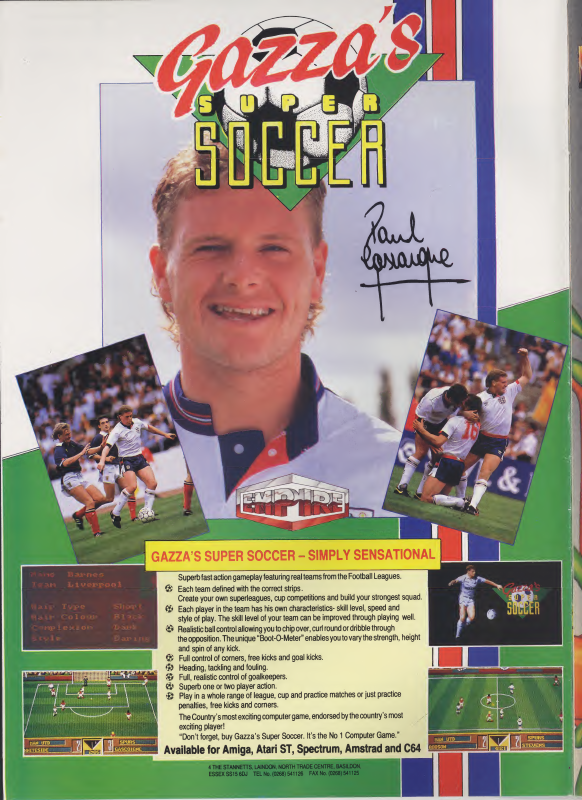 Gazza's
SUPER
SOCCER
Paul
Gascoigne
16
EMPIRE
GAZZA'S SUPER SOCCER – SIMPLY SENSATIONAL
Superb fast action gameplay featuring real teams from the Football Leagues.
Each team defined with the correct strips.
Create your own superleagues, cup competitions and build your strongest squad.
Each player in the team has his own characteristics- skill level, speed and
style of play. The skill level of your team can be improved through playing well.
Realistic ball control allowing you to chip over, curl round or dribble through
the opposition. The unique "Boot-O-Meter" enables you to vary the strength, height
and spin of any kick.
Full control of corners, free kicks and goal kicks.
Heading, tackling and fouling.
Full, realistic control of goalkeepers.
Superb one or two player action.
Play in a whole range of league, cup and practice matches or just practice
penalties, free kicks and corners.
The Country's most exciting computer game, endorsed by the country's most
exciting player!
"Don't forget, buy Gazza's Super Soccer. It's the No 1 Computer Game."
Available for Amiga, Atari ST, Spectrum, Amstrad and C64
Name Barnes
Team Liverpool
Hair Type Short
Hair Colour Black
Complexion Dark
Style Daring
Gazza's
SUPER
SOCCER
MAN UTD
SPURS
GASCOIGNE
MAN UTD
ROBSON
SPURS
STEVENS
4 THE STANNETTS, LAINDON, NORTH TRADE CENTRE, BASILDON,
ESSEX SS15 6DJ TEL No. (0268) 541126 FAX No. (0268) 541125